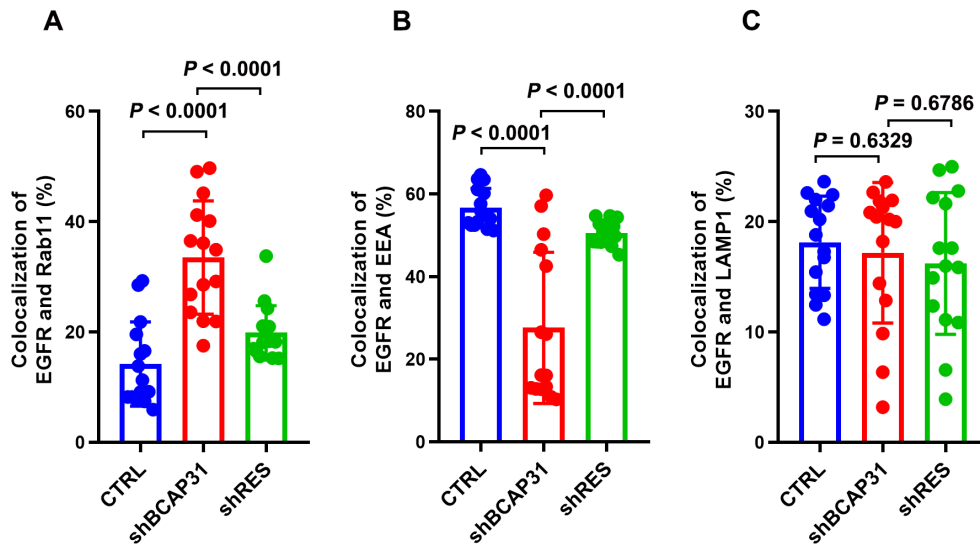 A
P < 0.0001
P < 0.0001
Colocalization of
EGFR and Rab11 (%)
60
40
20
0
CTRL
shBCAP31
shRES
B
P < 0.0001
P < 0.0001
Colocalization of
EGFR and EEA (%)
80
60
40
20
0
CTRL
shBCAP31
shRES
C
P = 0.6786
P = 0.6329
Colocalization of
EGFR and LAMP1 (%)
30
20
10
0
CTRL
shBCAP31
shRES